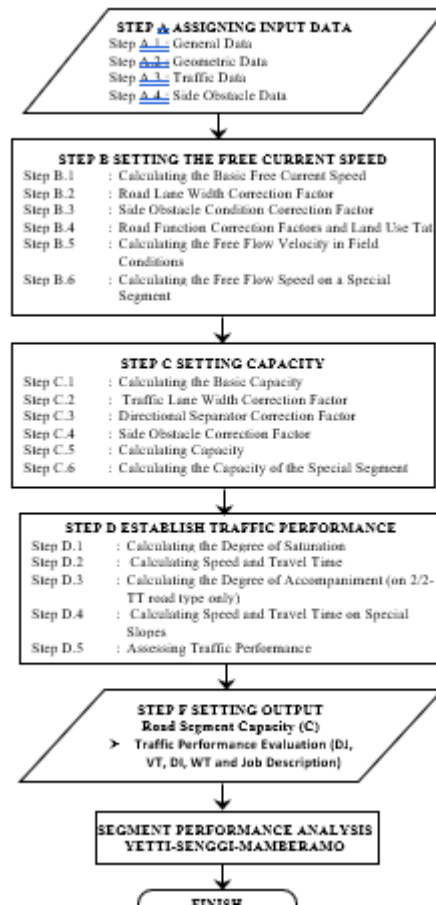 STEP A ASSIGNING INPUT DATA
Step A.1 : General Data
Step A.2 : Geometric Data
Step A.3 : Traffic Data
Step A.4 : Side Obstacle Data
STEP B SETTING THE FREE CURRENT SPEED
Step B.1 : Calculating the Basic Free Current Speed
Step B.2 : Road Lane Width Correction Factor
Step B.3 : Side Obstacle Condition Correction Factor
Step B.4 : Road Function Correction Factors and Land Use Tat
Step B.5 : Calculating the Free Flow Velocity in Field
Conditions
Step B.6 : Calculating the Free Flow Speed on a Special
Segment
STEP C SETTING CAPACITY
Step C.1 : Calculating the Basic Capacity
Step C.2 : Traffic Lane Width Correction Factor
Step C.3 : Directional Separator Correction Factor
Step C.4 : Side Obstacle Correction Factor
Step C.5 : Calculating Capacity
Step C.6 : Calculating the Capacity of the Special Segment
STEP D ESTABLISH TRAFFIC PERFORMANCE
Step D.1 : Calculating the Degree of Saturation
Step D.2 : Calculating Speed and Travel Time
Step D.3 : Calculating the Degree of Accompaniment (on 2/2-
TT road type only)
Step D.4 : Calculating Speed and Travel Time on Special
Slopes
Step D.5 : Assessing Traffic Performance
STEP F SETTING OUTPUT
Road Segment Capacity (C)
➤ Traffic Performance Evaluation (DJ,
VT, DI, WT and Job Description)
SEGMENT PERFORMANCE ANALYSIS
YETTI-SENGGI-MAMBERAMO
FINISH